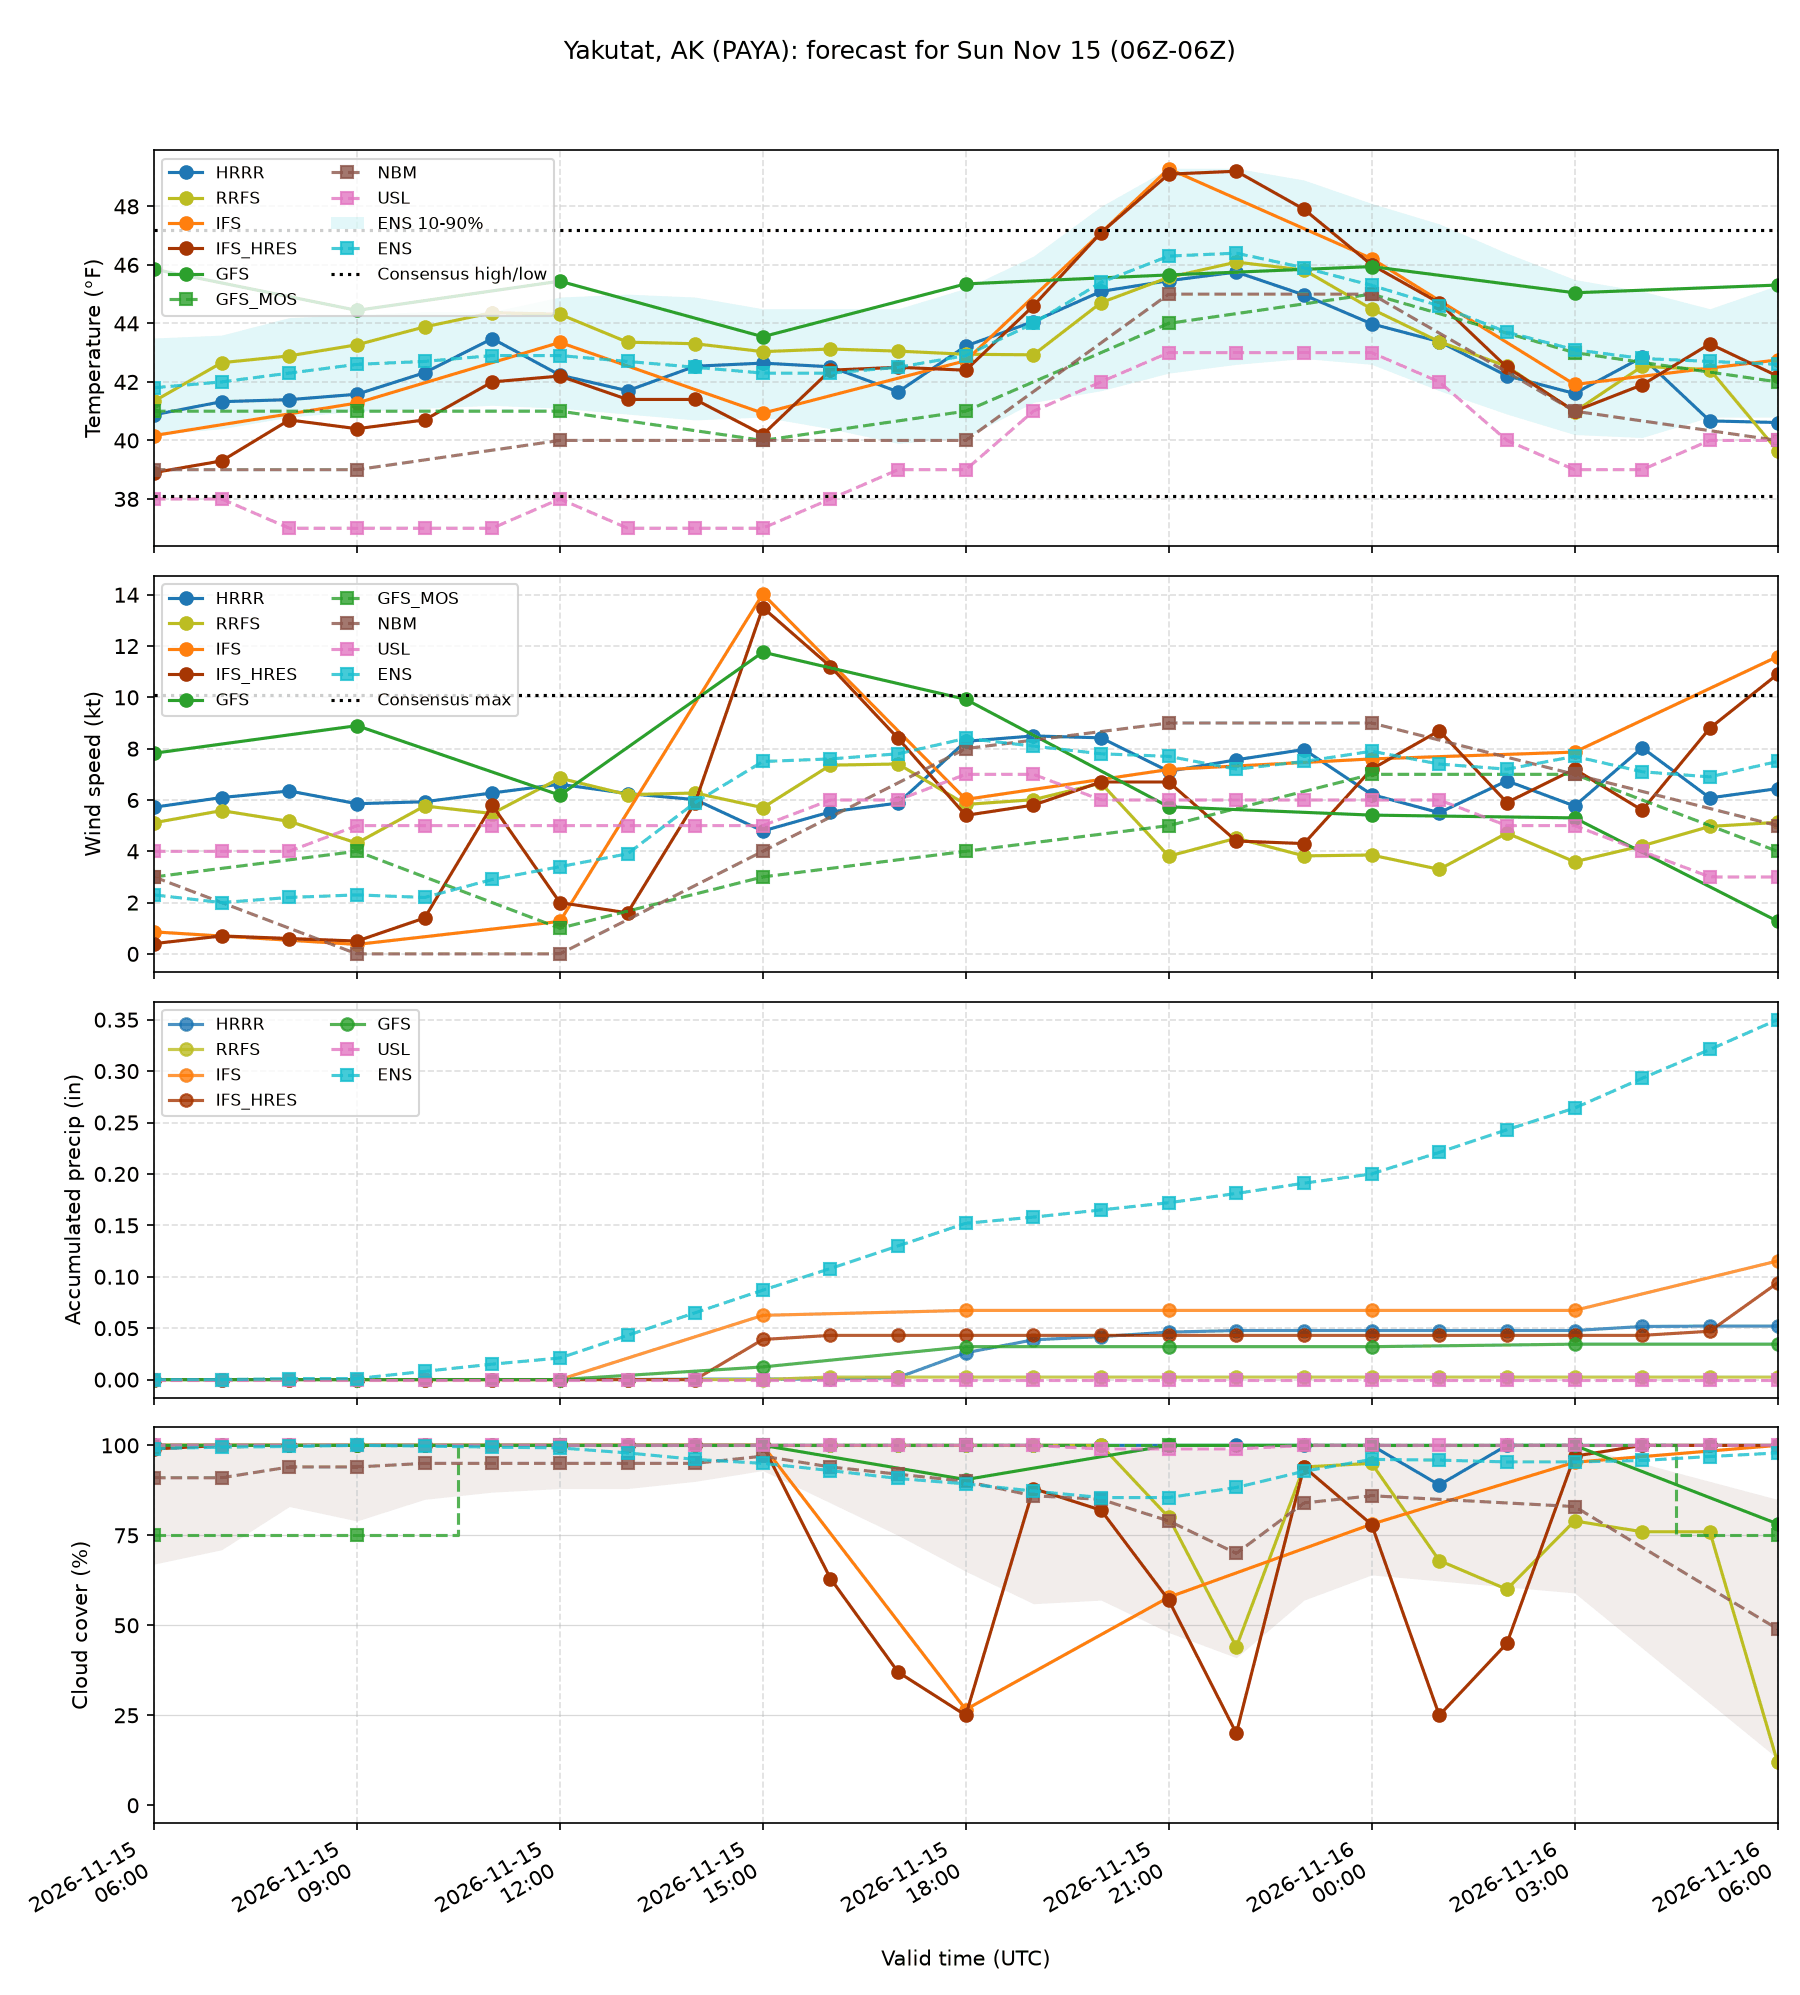 Yakutat, AK (PAYA): forecast for Sun Nov 15 (06Z-06Z)
Temperature (°F)
48
46
44
42
40
38
HRRR
RRFS
IFS
IFS_HRES
GFS
GFS_MOS
NBM
USL
ENS 10-90%
ENS
Consensus high/low
Wind speed (kt)
14
12
10
8
6
4
2
0
HRRR
RRFS
IFS
IFS_HRES
GFS
GFS_MOS
NBM
USL
ENS
Consensus max
Accumulated precip (in)
0.35
0.30
0.25
0.20
0.15
0.10
0.05
0.00
HRRR
RRFS
IFS
IFS_HRES
GFS
USL
ENS
Cloud cover (%)
100
75
50
25
0
2026-11-15
06:00
2026-11-15
09:00
2026-11-15
12:00
2026-11-15
15:00
2026-11-15
18:00
2026-11-15
21:00
2026-11-16
00:00
2026-11-16
03:00
2026-11-16
06:00
Valid time (UTC)